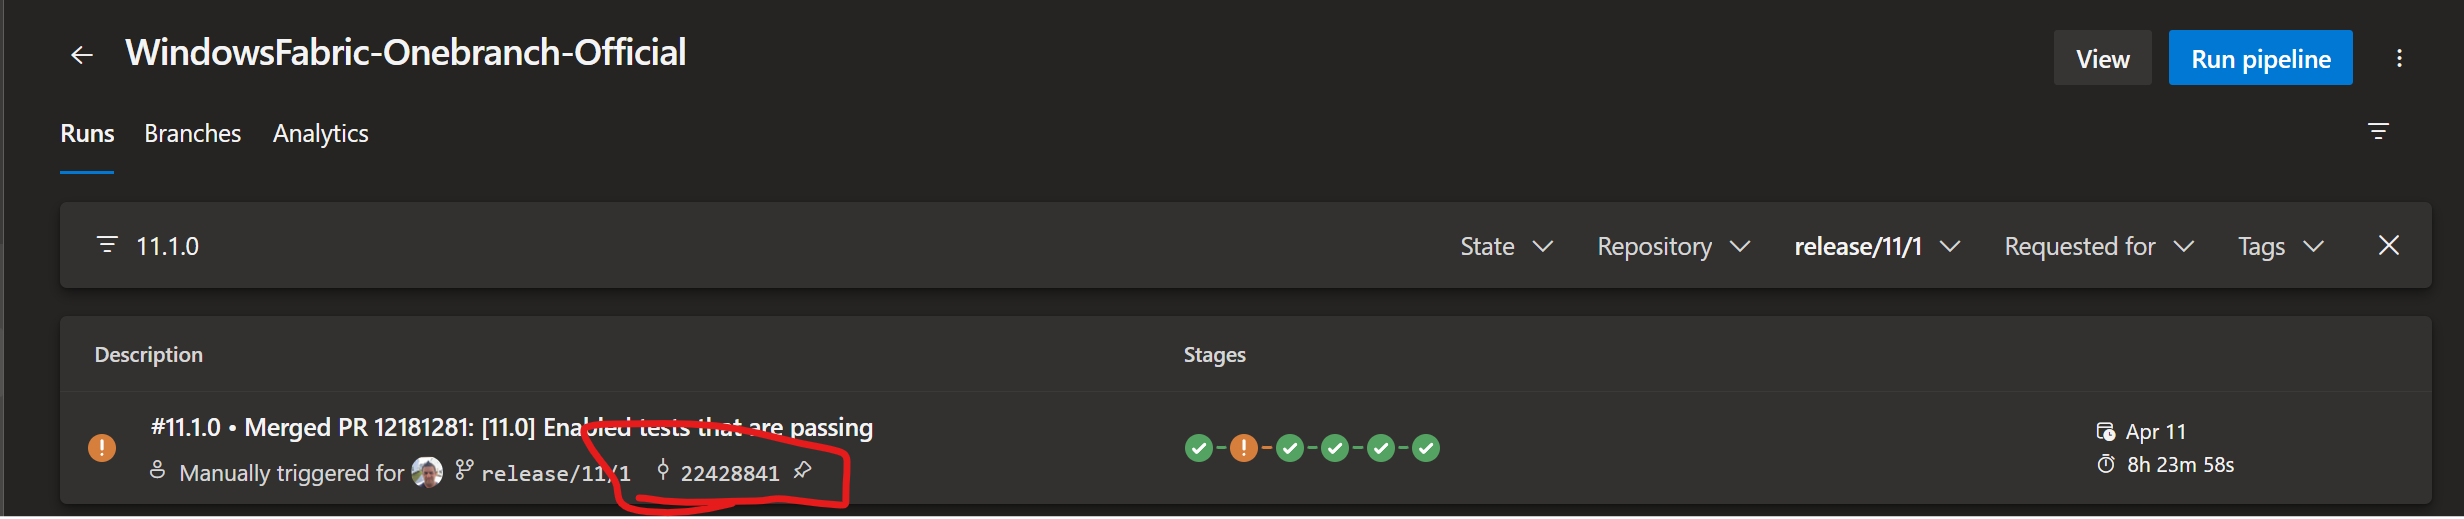 WindowsFabric-Onebranch-Official
View
Run pipeline
Runs
Branches
Analytics
11.1.0
State
Repository
release/11/1
Requested for
Tags
Description
Stages
#11.1.0 • Merged PR 12181281: [11.0] Enabled tests that are passing
Manually triggered for release/11/1 22428841
Apr 11
8h 23m 58s